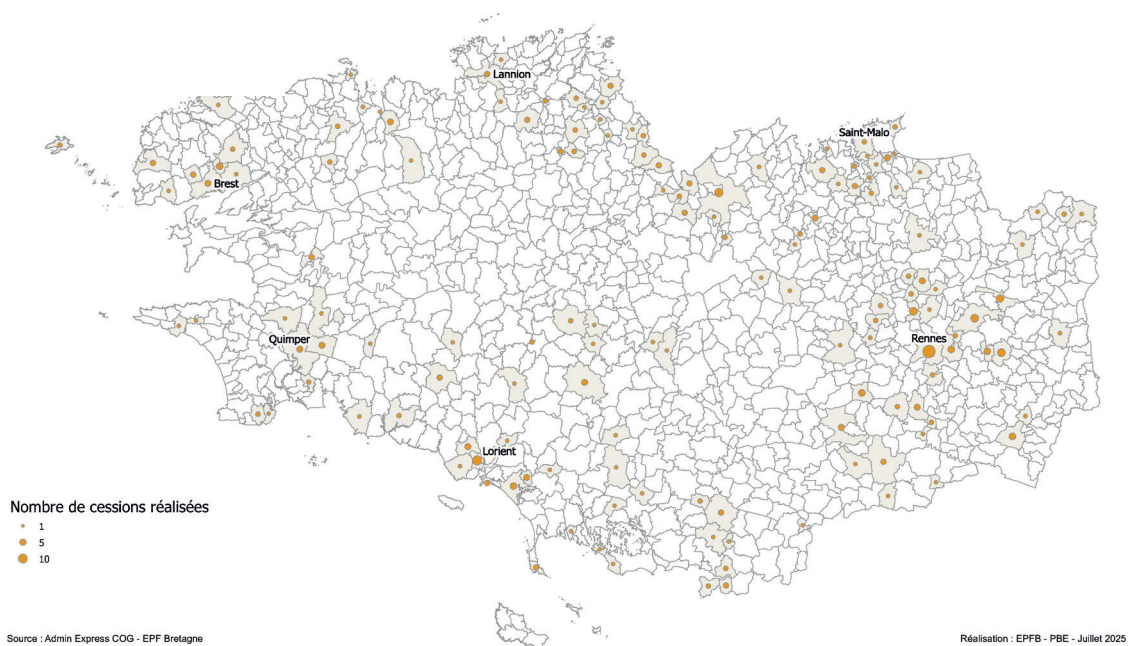 Lannion
Saint-Malo
Brest
Quimper
Rennes
Lorient
Nombre de cessions réalisées
1
5
10
Source : Admin Express COG - EPF Bretagne
Réalisation : EPFB - PBE - Juillet 2025